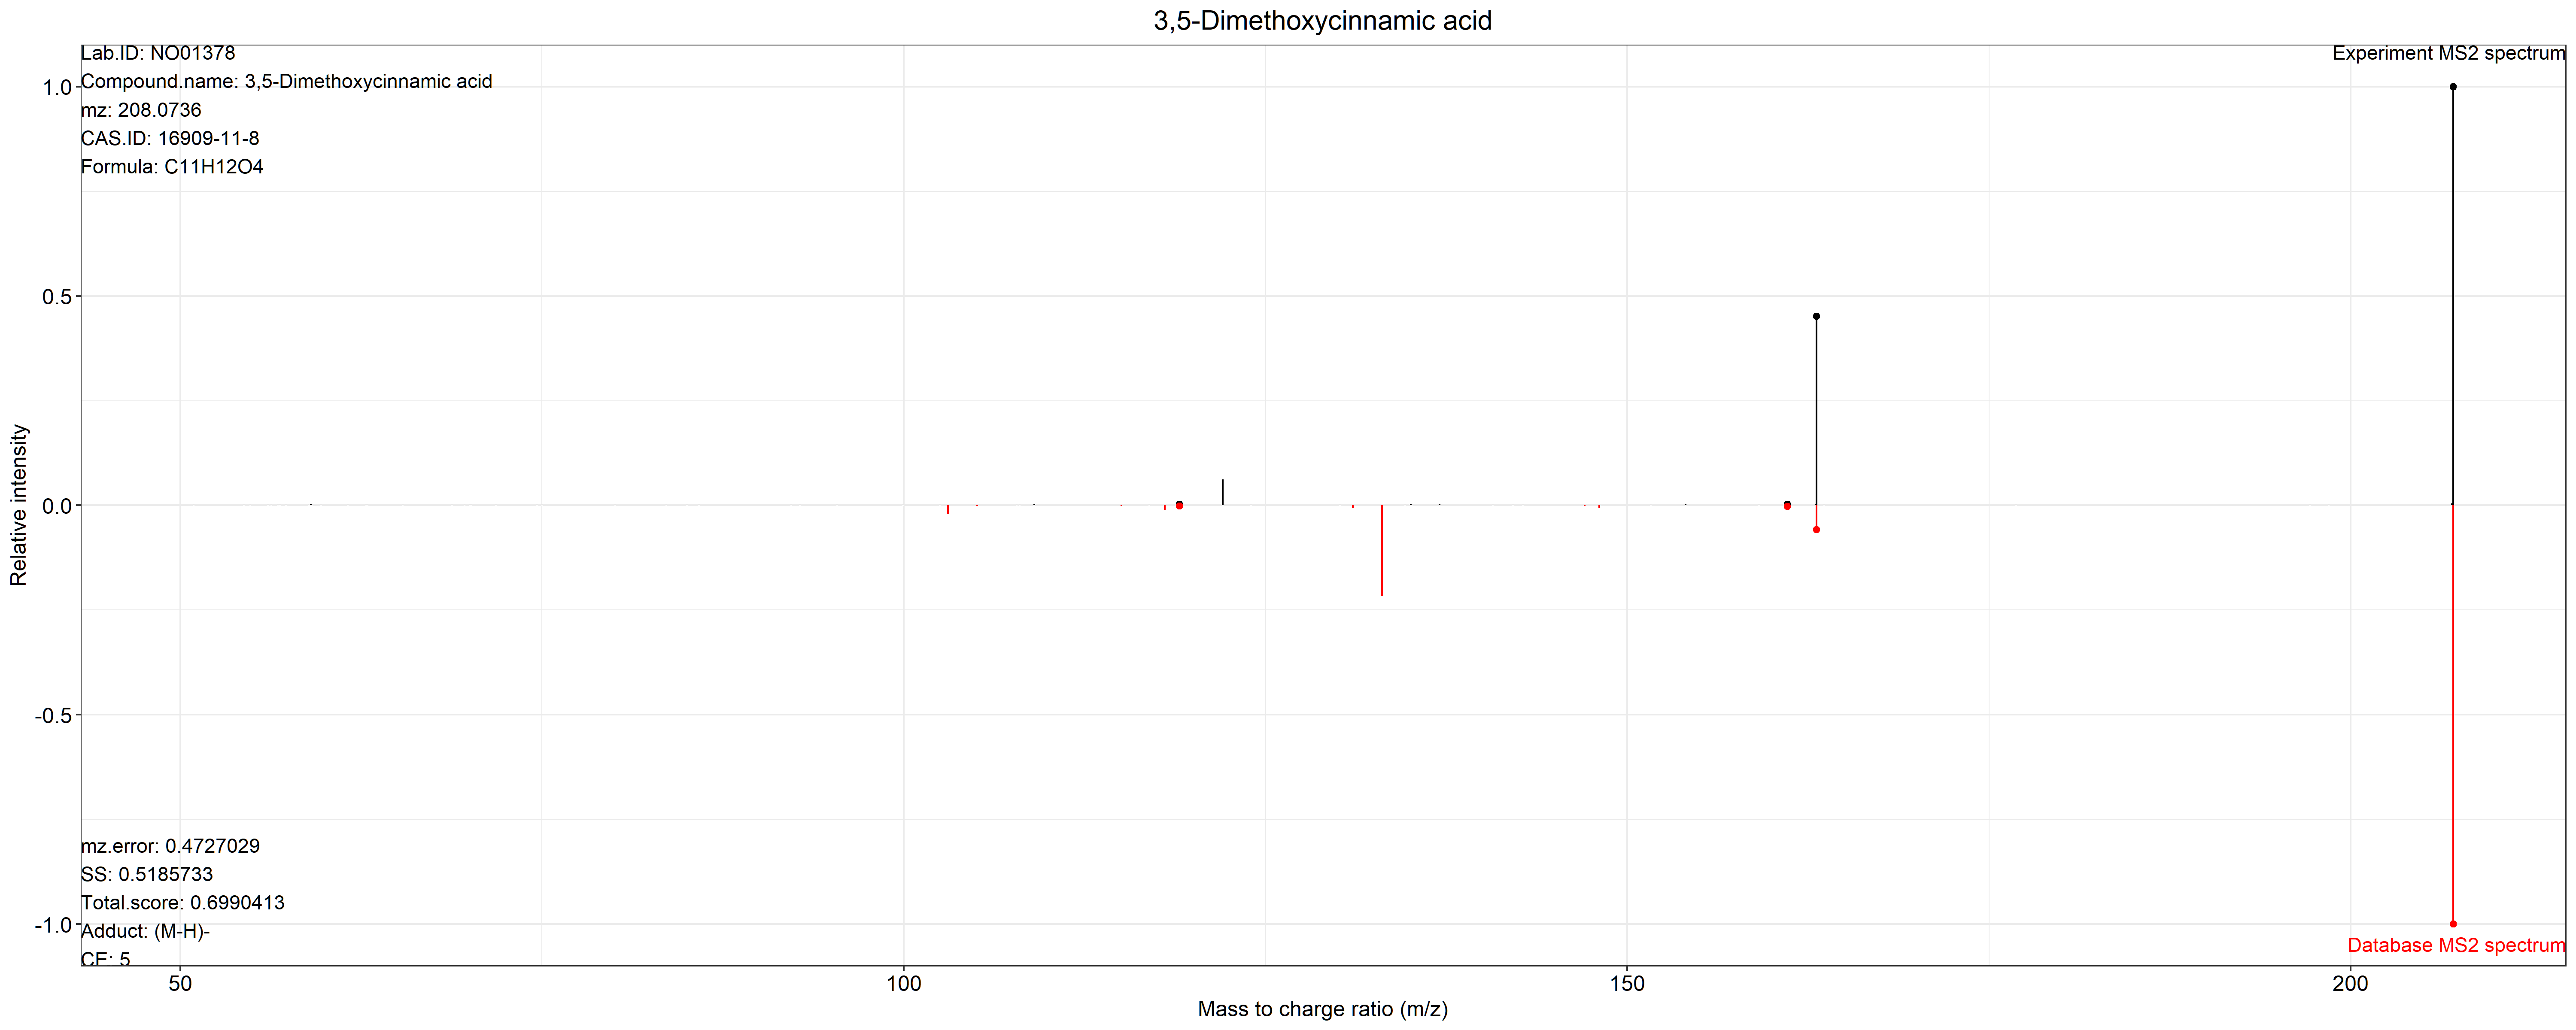 3,5-Dimethoxycinnamic acid
Lab.ID: NO01378
Experiment MS2 spectrum
Compound.name: 3,5-Dimethoxycinnamic acid
mz: 208.0736
CAS.ID: 16909-11-8
Formula: C11H12O4
1.0
0.5
0.0
-0.5
-1.0
Relative intensity
mz.error: 0.4727029
SS: 0.5185733
Total.score: 0.6990413
Adduct: (M-H)-
CE: 5
Database MS2 spectrum
50
100
150
200
Mass to charge ratio (m/z)